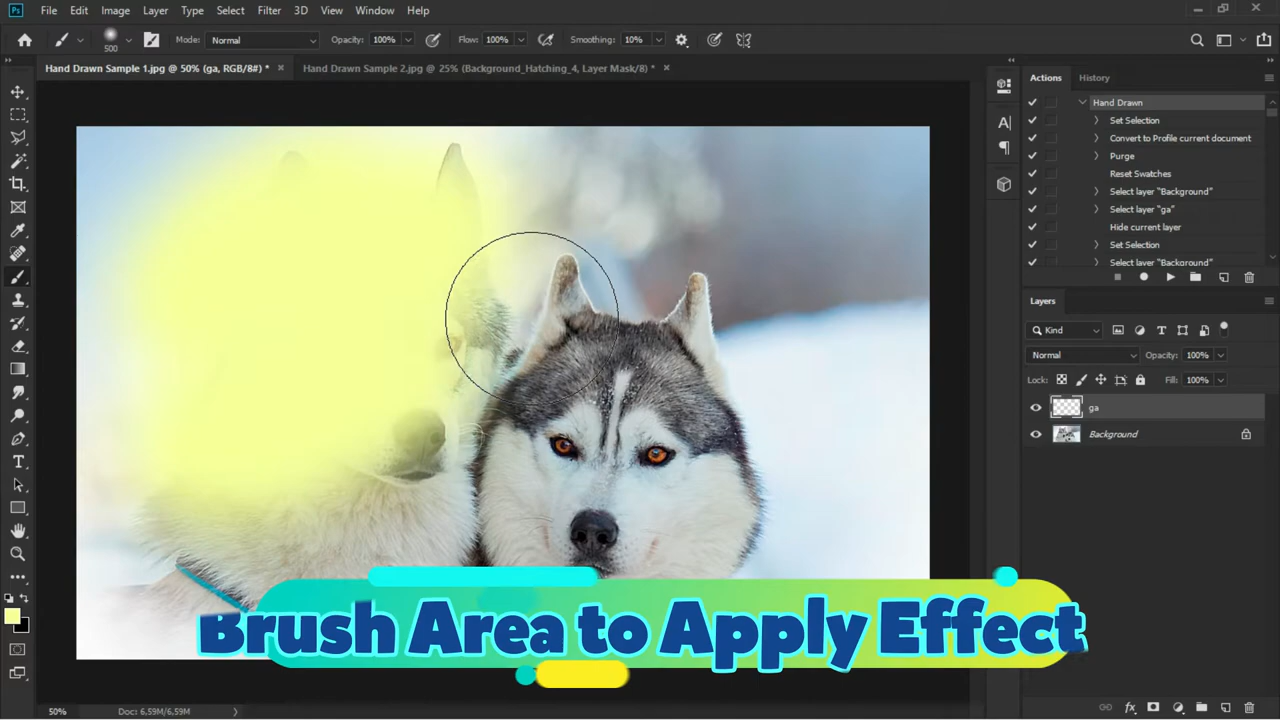 Ps File Edit Image Layer Type Select Filter 3D View Window Help
500 Mode: Normal Opacity: 100% Flow: 100% Smoothing: 10%
Hand Drawn Sample 1.jpg @ 50% (ga, RGB/8#) * × Hand Drawn Sample 2.jpg @ 25% (Background_Hatching_4, Layer Mask/8) * ×
Actions History
Hand Drawn
Set Selection
Convert to Profile current document
Purge
Reset Swatches
Select layer "Background"
Select layer "ga"
Hide current layer
Set Selection
Select layer "Background"
Layers
Kind
Normal Opacity: 100%
Lock: Fill: 100%
ga
Background
Brush Area to Apply Effect
50% Doc: 6,59M/6,59M